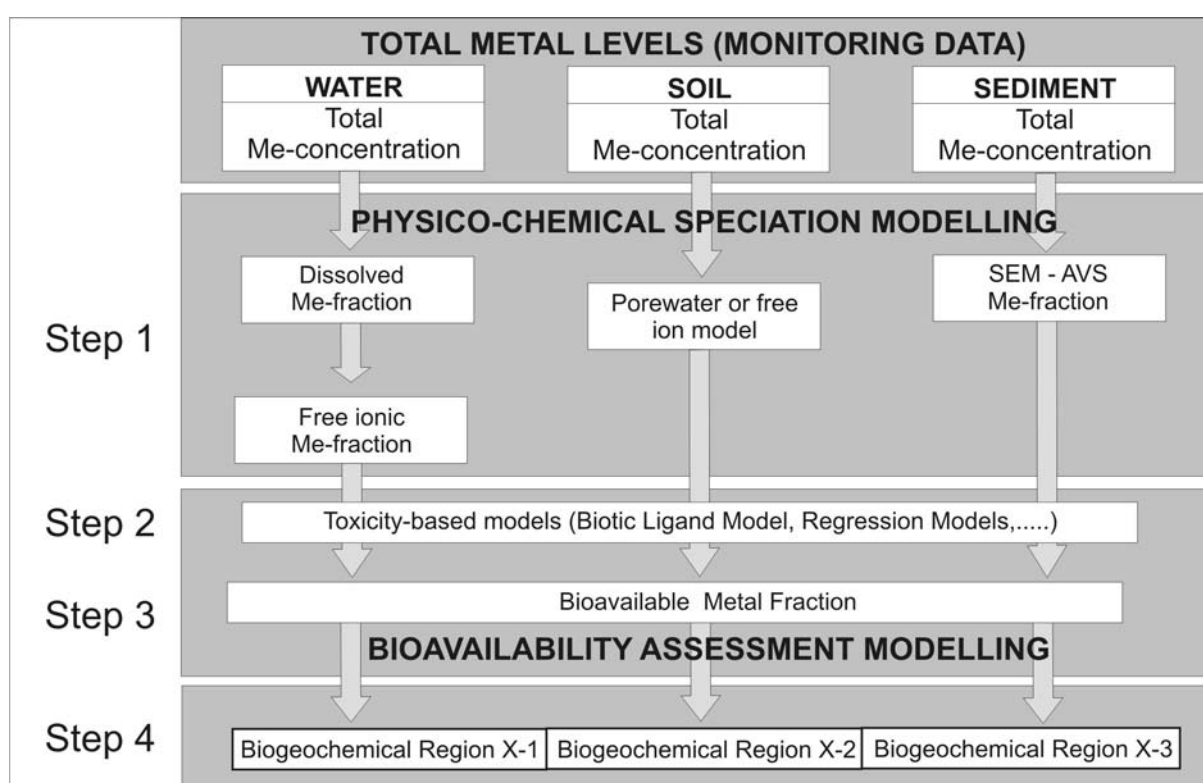 TOTAL METAL LEVELS (MONITORING DATA)
WATER
Total
Me-concentration
SOIL
Total
Me-concentration
SEDIMENT
Total
Me-concentration
PHYSICO-CHEMICAL SPECIATION MODELLING
Step 1
Dissolved
Me-fraction
Free ionic
Me-fraction
Porewater or free
ion model
SEM - AVS
Me-fraction
Step 2
Toxicity-based models (Biotic Ligand Model, Regression Models,.....)
Step 3
Bioavailable Metal Fraction
BIOAVAILABILITY ASSESSMENT MODELLING
Step 4
Biogeochemical Region X-1
Biogeochemical Region X-2
Biogeochemical Region X-3